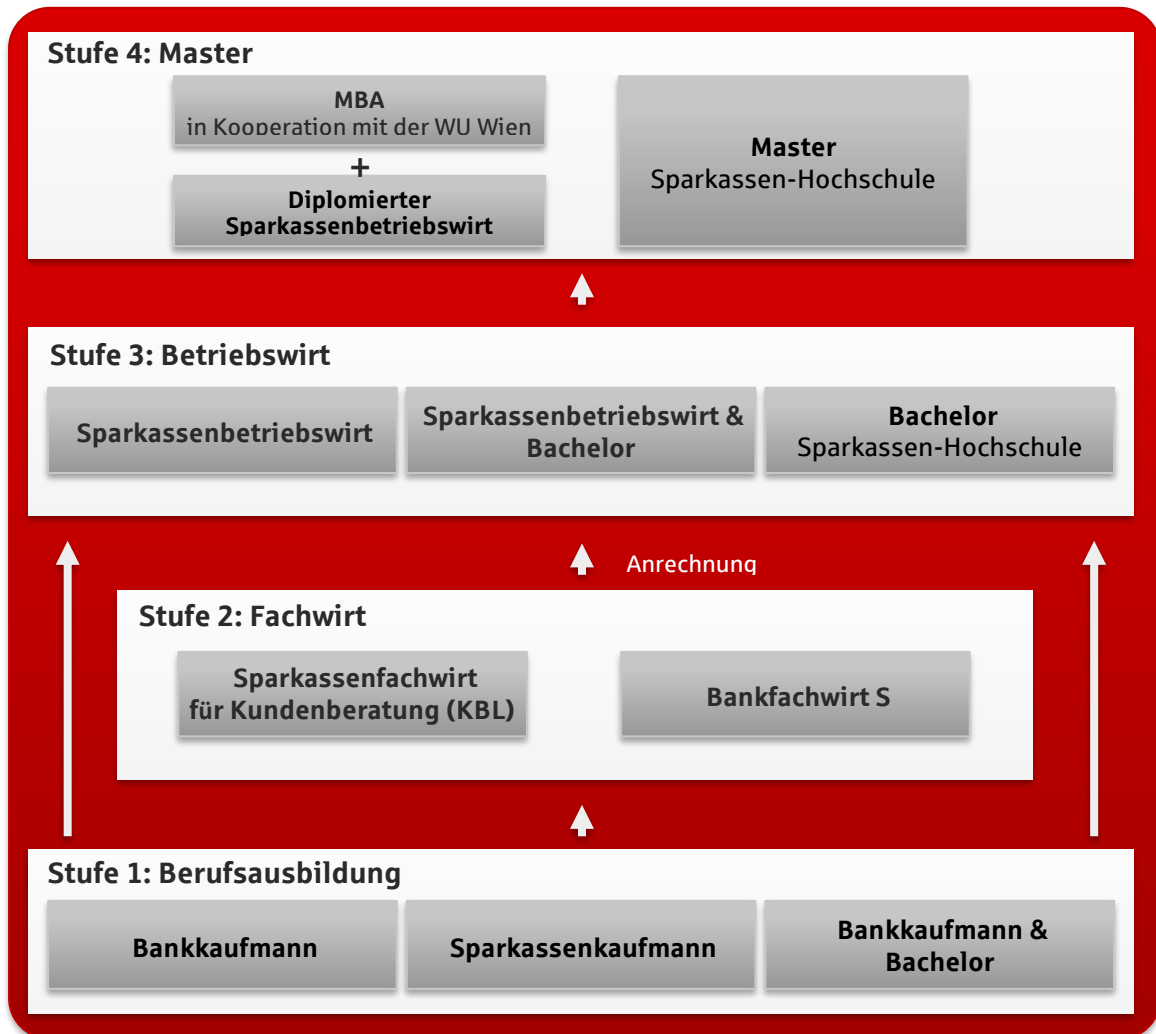 Stufe 4: Master
MBA
in Kooperation mit der WU Wien
+
Diplomierter
Sparkassenbetriebswirt
Master
Sparkassen-Hochschule
Stufe 3: Betriebswirt
Sparkassenbetriebswirt
Sparkassenbetriebswirt &
Bachelor
Bachelor
Sparkassen-Hochschule
Anrechnung
Stufe 2: Fachwirt
Sparkassenfachwirt
für Kundenberatung (KBL)
Bankfachwirt S
Stufe 1: Berufsausbildung
Bankkaufmann
Sparkassenkaufmann
Bankkaufmann &
Bachelor